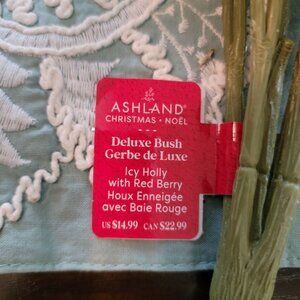 ASHLAND®
CHRISTMAS • NOËL
Deluxe Bush
Gerbe de Luxe
Icy Holly
with Red Berry
Houx Enneigée
avec Baie Rouge
US $14.99 CAN $22.99